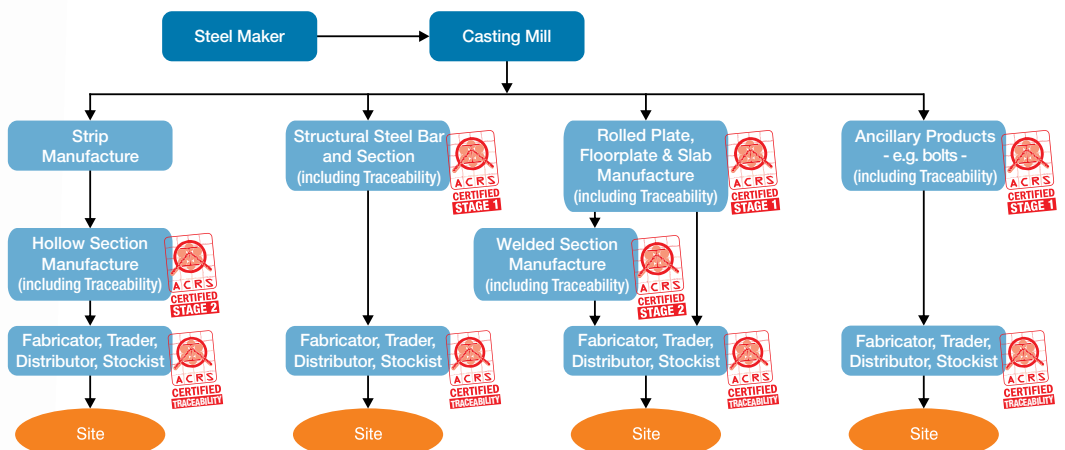 Steel Maker
Casting Mill
Strip
Manufacture
Structural Steel Bar
and Section
(including Traceability)
ACRS
CERTIFIED
STAGE 1
Rolled Plate,
Floorplate & Slab
Manufacture
(including Traceability)
ACRS
CERTIFIED
STAGE 1
Ancillary Products
- e.g. bolts -
(including Traceability)
ACRS
CERTIFIED
STAGE 1
Hollow Section
Manufacture
(including Traceability)
ACRS
CERTIFIED
STAGE 2
Welded Section
Manufacture
(including Traceability)
ACRS
CERTIFIED
STAGE 2
Fabricator, Trader,
Distributor, Stockist
ACRS
CERTIFIED
TRACEABILITY
Fabricator, Trader,
Distributor, Stockist
ACRS
CERTIFIED
TRACEABILITY
Fabricator, Trader,
Distributor, Stockist
ACRS
CERTIFIED
TRACEABILITY
Fabricator, Trader,
Distributor, Stockist
ACRS
CERTIFIED
TRACEABILITY
Site
Site
Site
Site